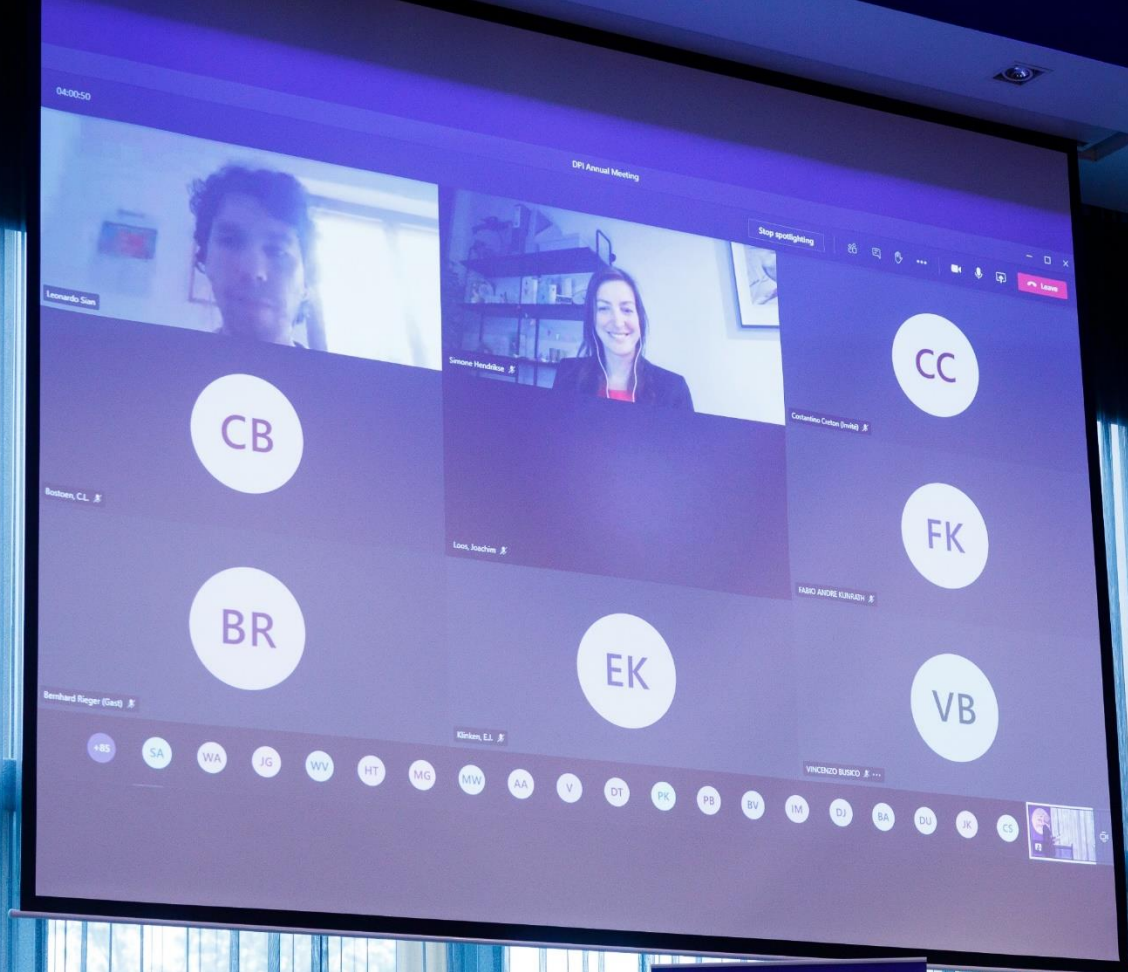 04:00:50
DPI Annual Meeting
Stop spotlighting
Leave
Leonardo Sian
Simone Hendrikse
CC
Costantino Creton (Invité)
CB
Bostoen, C.L.
Loos, Joachim
FK
FABIO ANDRE KUNRATH
BR
Bernhard Rieger (Gast)
EK
Klinken, E.J.
VB
VINCENZO BUSICO
+85
SA
WA
JG
WV
HT
MG
MW
AA
V
DT
PK
PB
BV
IM
DJ
BA
DU
JK
CS